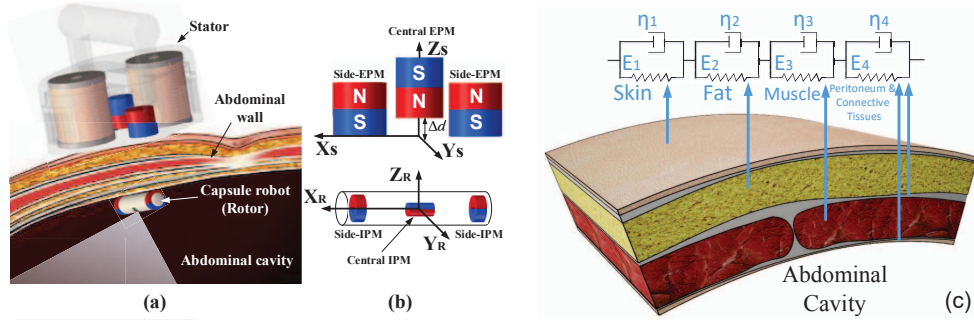 Stator
Abdominal
wall
Capsule robot
(Rotor)
Abdominal cavity
(a)
Central EPM
Zs
Side-EPM
Side-EPM
S
N
N
N
S
S
Δd
Xs
Ys
ZR
XR
Side-IPM
Side-IPM
YR
Central IPM
(b)
η1
η2
η3
η4
E1
E2
E3
E4
Skin
Fat
Muscle
Peritoneum &
Connective
Tissues
Abdominal
Cavity
(c)